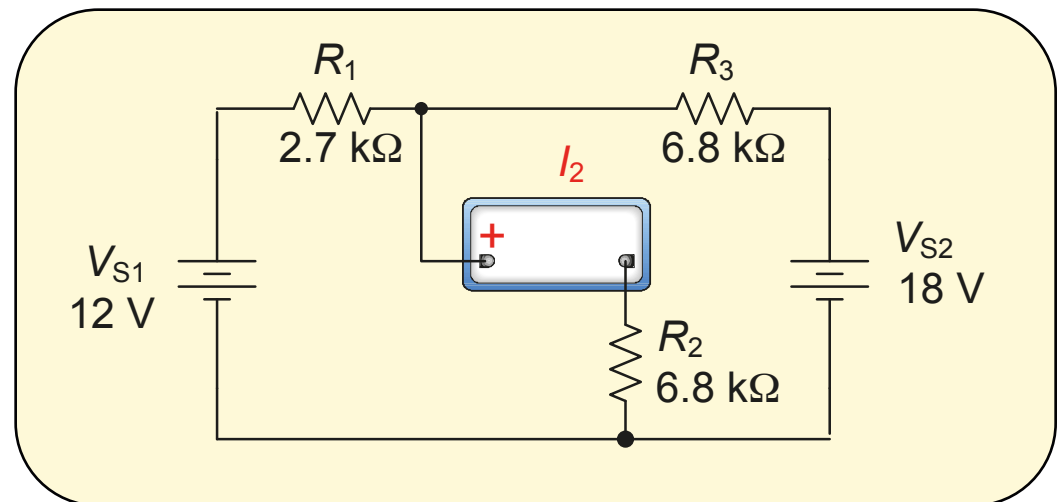 R1
2.7 kΩ
R3
6.8 kΩ
I2
+
VS1
12 V
VS2
18 V
R2
6.8 kΩ